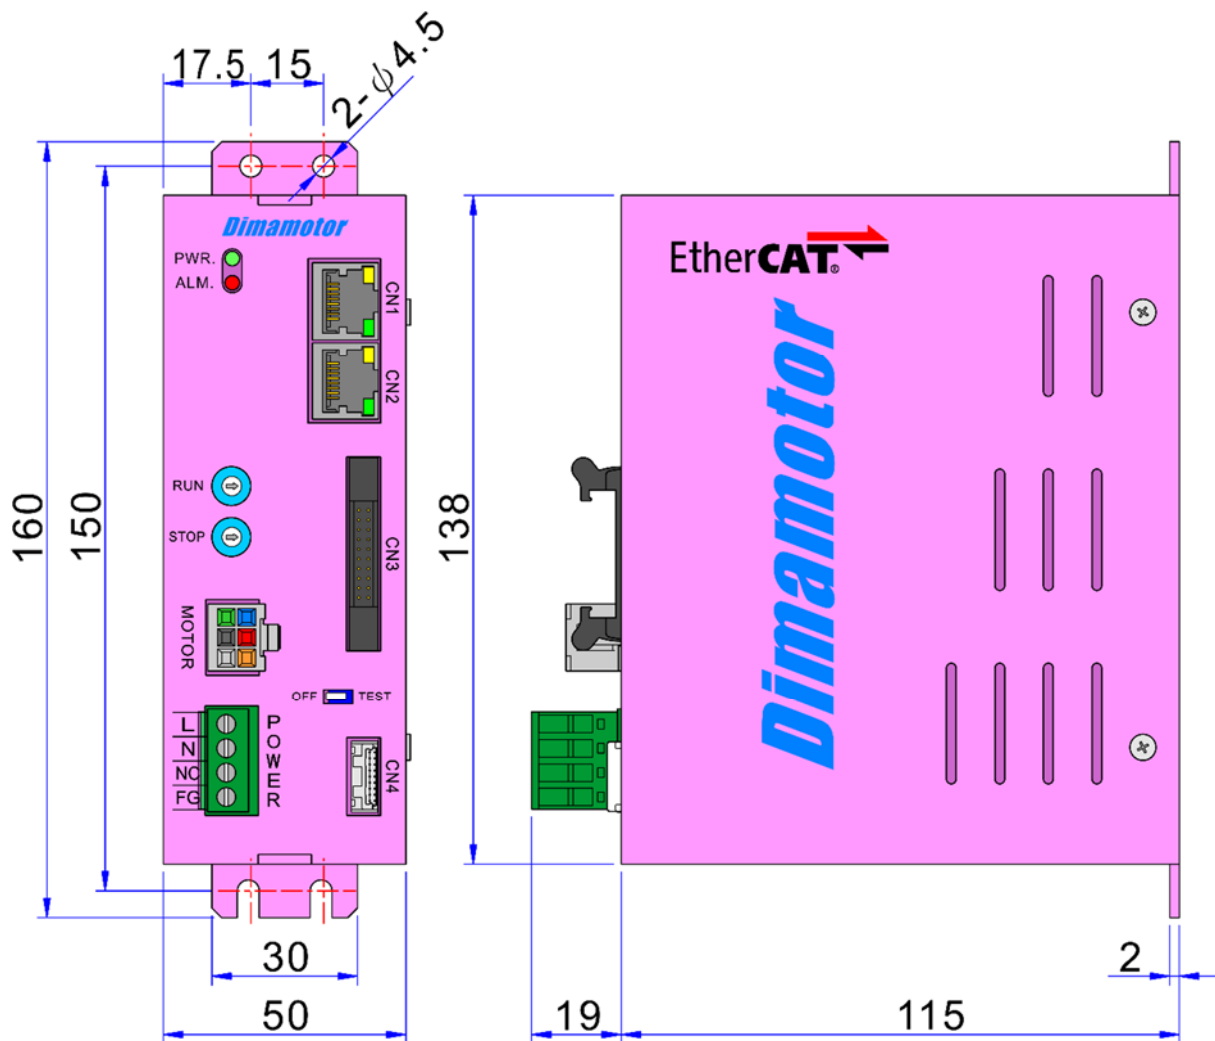 17.5
15
2-ϕ4.5
Dimamotor
PWR.
ALM.
CN1
CN2
RUN
STOP
CN3
MOTOR
OFF
TEST
L
N
NC
FG
POWER
CN4
160
150
30
50
EtherCAT®
Dimamotor
138
19
115
2